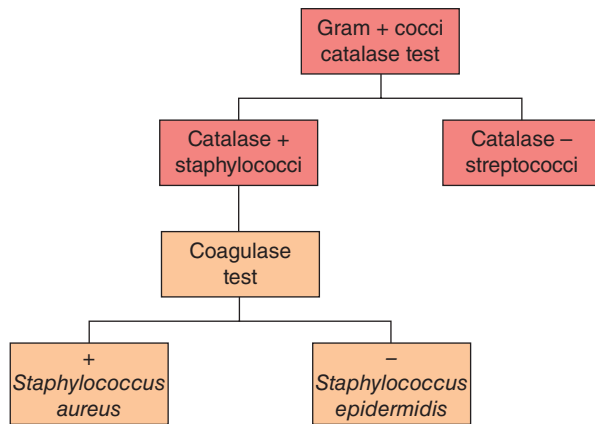 Gram + cocci
catalase test
Catalase +
staphylococci
Catalase –
streptococci
Coagulase
test
+
Staphylococcus
aureus
–
Staphylococcus
epidermidis